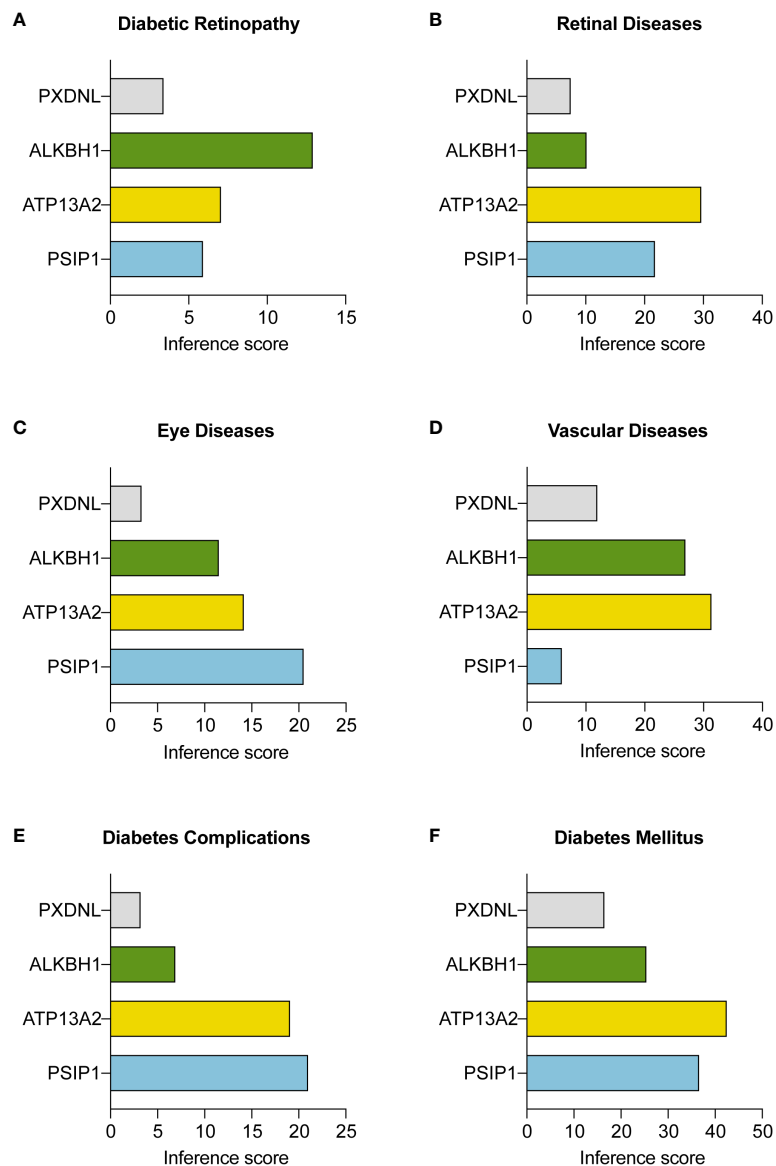 A
Diabetic Retinopathy
PXDNL
ALKBH1
ATP13A2
PSIP1
0 5 10 15
Inference score
B
Retinal Diseases
PXDNL
ALKBH1
ATP13A2
PSIP1
0 10 20 30 40
Inference score
C
Eye Diseases
PXDNL
ALKBH1
ATP13A2
PSIP1
0 5 10 15 20 25
Inference score
D
Vascular Diseases
PXDNL
ALKBH1
ATP13A2
PSIP1
0 10 20 30 40
Inference score
E
Diabetes Complications
PXDNL
ALKBH1
ATP13A2
PSIP1
0 5 10 15 20 25
Inference score
F
Diabetes Mellitus
PXDNL
ALKBH1
ATP13A2
PSIP1
0 10 20 30 40 50
Inference score